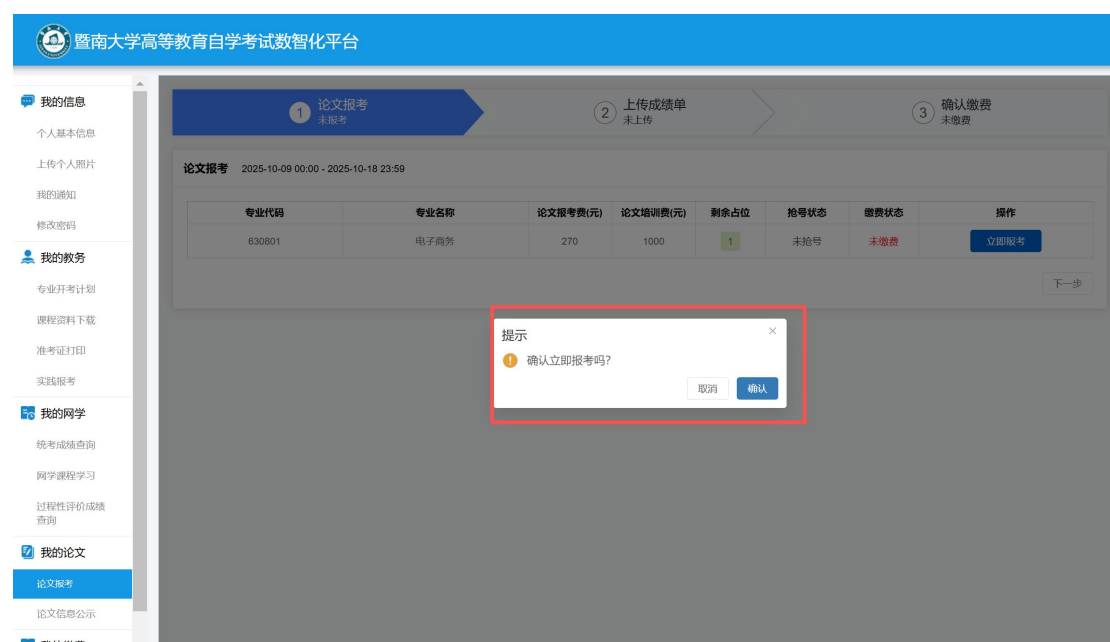 暨南大学高等教育自学考试数智化平台
我的信息
个人基本信息
上传个人照片
我的通知
修改密码
我的教务
专业开考计划
课程资料下载
准考证打印
实践报考
我的网学
统考成绩查询
网学课程学习
过程性评价成绩
查询
我的论文
论文报考
论文信息公示
1 论文报考
未报考
2 上传成绩单
未上传
3 确认缴费
未缴费
论文报考 2025-10-09 00:00 - 2025-10-18 23:59
专业代码 专业名称 论文报考费(元) 论文培训费(元) 剩余占位 抢号状态 缴费状态 操作
630801 电子商务 270 1000 1 未抢号 未缴费 立即报考
下一步
提示
确认立即报考吗?
取消 确认